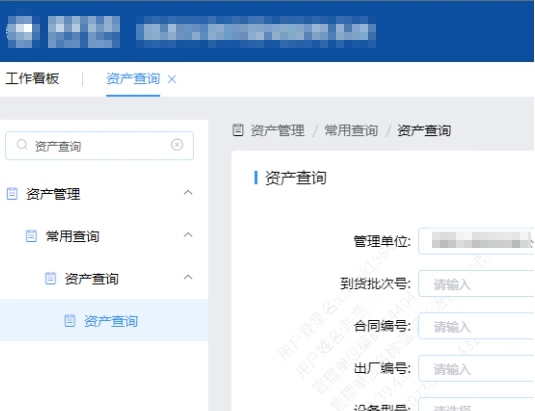 工作看板
资产查询
资产管理 / 常用查询 / 资产查询
资产查询
资产管理
常用查询
资产查询
资产查询
资产查询
管理单位:
到货批次号: 请输入
合同编号: 请输入
出厂编号: 请输入
设备型号: 请选择